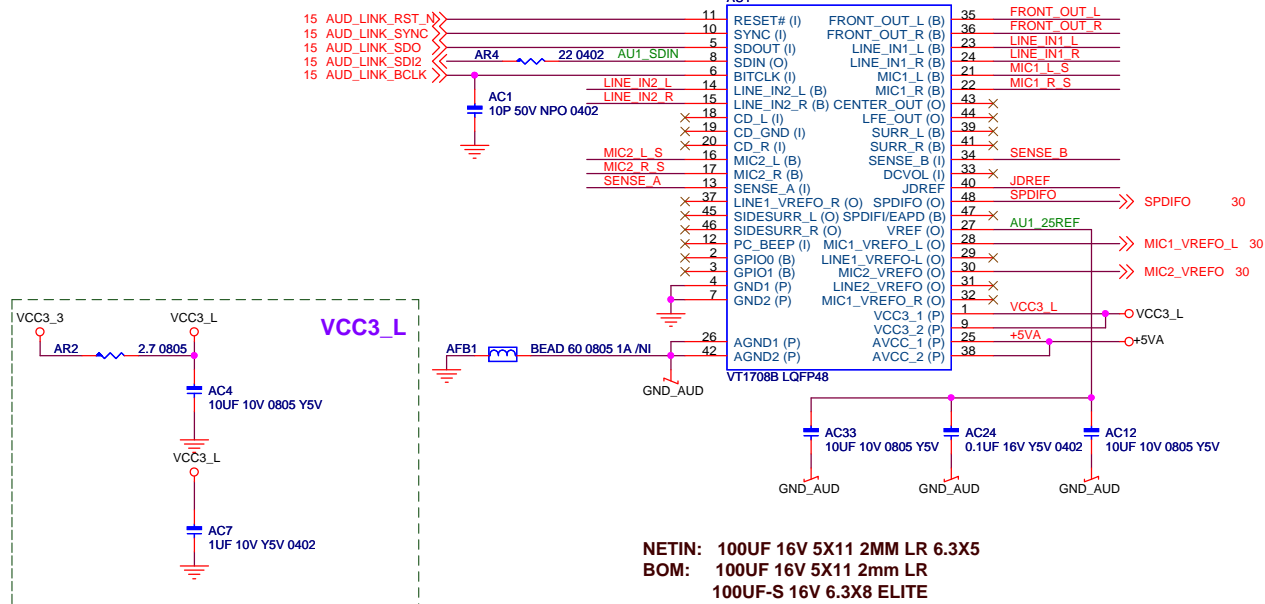 15 AUD_LINK_RST_N
15 AUD_LINK_SYNC
15 AUD_LINK_SDO
15 AUD_LINK_SDI2
15 AUD_LINK_BCLK
AR4 22 0402 AU1_SDIN
AC1
10P 50V NPO 0402
LINE_IN2_L
LINE_IN2_R
MIC2_L_S
MIC2_R_S
SENSE_A
11 RESET# (I) FRONT_OUT_L (B) 35 FRONT_OUT_L
10 SYNC (I) FRONT_OUT_R (B) 36 FRONT_OUT_R
5 SDOUT (I) LINE_IN1_L (B) 23 LINE_IN1_L
8 SDIN (O) LINE_IN1_R (B) 24 LINE_IN1_R
6 BITCLK (I) MIC1_L (B) 21 MIC1_L_S
14 LINE_IN2_L (B) MIC1_R (B) 22 MIC1_R_S
15 LINE_IN2_R (B) CENTER_OUT (O) 43
18 CD_L (I) LFE_OUT (O) 44
19 CD_GND (I) SURR_L (B) 39
20 CD_R (I) SURR_R (B) 41
16 MIC2_L (B) SENSE_B (I) 34 SENSE_B
17 MIC2_R (B) DCVOL (I) 33
13 SENSE_A (I) JDREF 40 JDREF
37 LINE1_VREFO_R (O) SPDIFO (O) 48 SPDIFO SPDIFO 30
45 SIDESURR_L (O) SPDIFI/EAPD (B) 47
46 SIDESURR_R (O) VREF (O) 27 AU1_25REF
12 PC_BEEP (I) MIC1_VREFO_L (O) 28 MIC1_VREFO_L 30
2 GPIO0 (B) LINE1_VREFO-L (O) 29
3 GPIO1 (B) MIC2_VREFO (O) 30 MIC2_VREFO 30
4 GND1 (P) LINE2_VREFO (O) 31
7 GND2 (P) MIC1_VREFO_R (O) 32
VCC3_1 (P) 1 VCC3_L VCC3_L
VCC3_2 (P) 9
26 AGND1 (P) AVCC_1 (P) 25 +5VA +5VA
42 AGND2 (P) AVCC_2 (P) 38
VT1708B LQFP48
AFB1 BEAD 60 0805 1A /NI
GND_AUD
VCC3_3 VCC3_L VCC3_L
AR2 2.7 0805
AC4
10UF 10V 0805 Y5V
VCC3_L
AC7
1UF 10V Y5V 0402
AC33
10UF 10V 0805 Y5V
AC24
0.1UF 16V Y5V 0402
AC12
10UF 10V 0805 Y5V
GND_AUD GND_AUD GND_AUD
NETIN: 100UF 16V 5X11 2MM LR 6.3X5
BOM: 100UF 16V 5X11 2mm LR
100UF-S 16V 6.3X8 ELITE